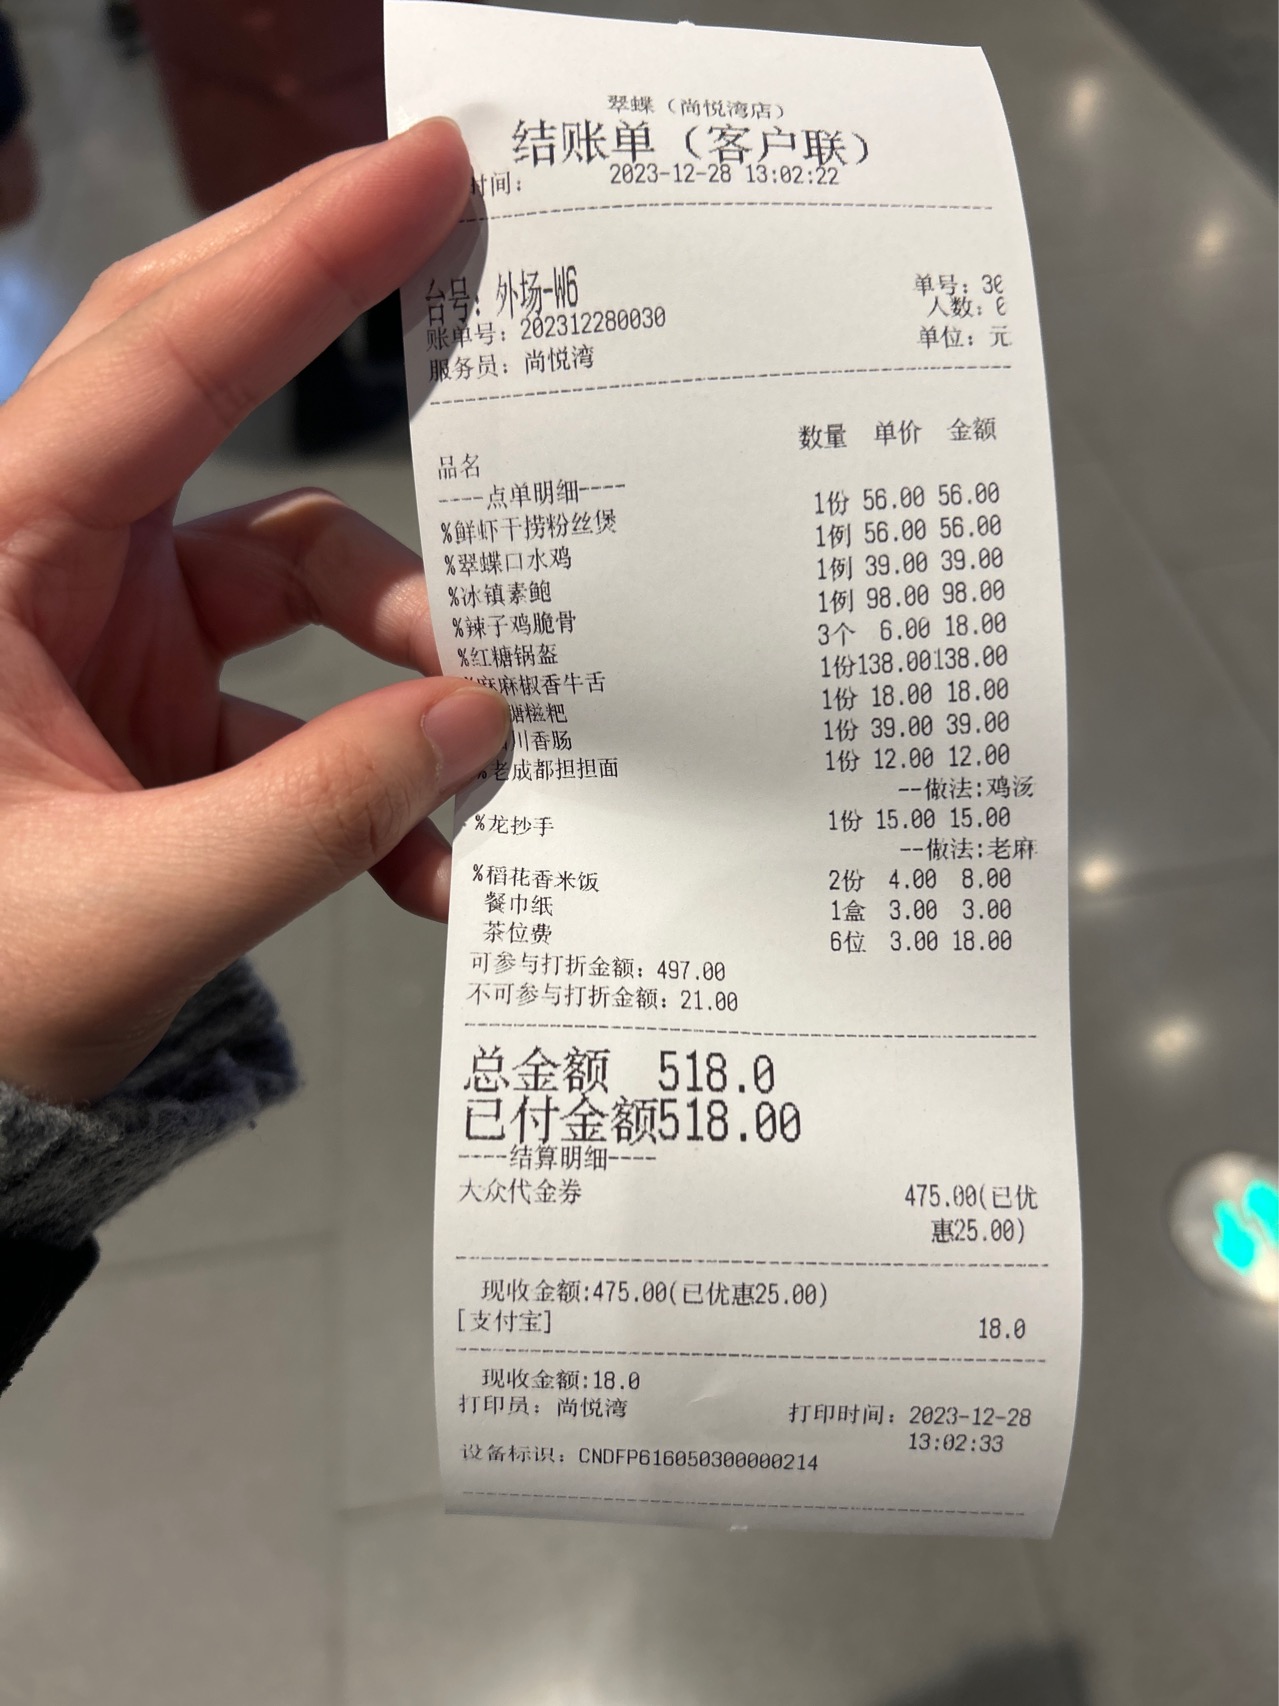 翠蝶（尚悦湾店）
结账单（客户联）
时间： 2023-12-28 13:02:22
台号：外场-W6
单号：
账单号：202312280030
人数：
服务员：尚悦湾
单位：元
品名 数量 单价 金额
----点单明细----
%鲜虾干捞粉丝煲 1份 56.00 56.00
%翠蝶口水鸡 1例 56.00 56.00
%冰镇素鲍 1例 39.00 39.00
%辣子鸡脆骨 1例 98.00 98.00
%红糖锅盔 3个 6.00 18.00
麻麻椒香牛舌 1份138.00138.00
糖糍粑 1份 18.00 18.00
川香肠 1份 39.00 39.00
%老成都担担面 1份 12.00 12.00
--做法:鸡汤
%龙抄手 1份 15.00 15.00
--做法:老麻
%稻花香米饭 2份 4.00 8.00
餐巾纸 1盒 3.00 3.00
茶位费 6位 3.00 18.00
可参与打折金额：497.00
不可参与打折金额：21.00
总金额 518.0
已付金额518.00
----结算明细----
大众代金券 475.00(已优
惠25.00)
现收金额:475.00(已优惠25.00)
[支付宝] 18.0
现收金额:18.0
打印员：尚悦湾 打印时间：2023-12-28
13:02:33
设备标识：CNDFP616050300000214